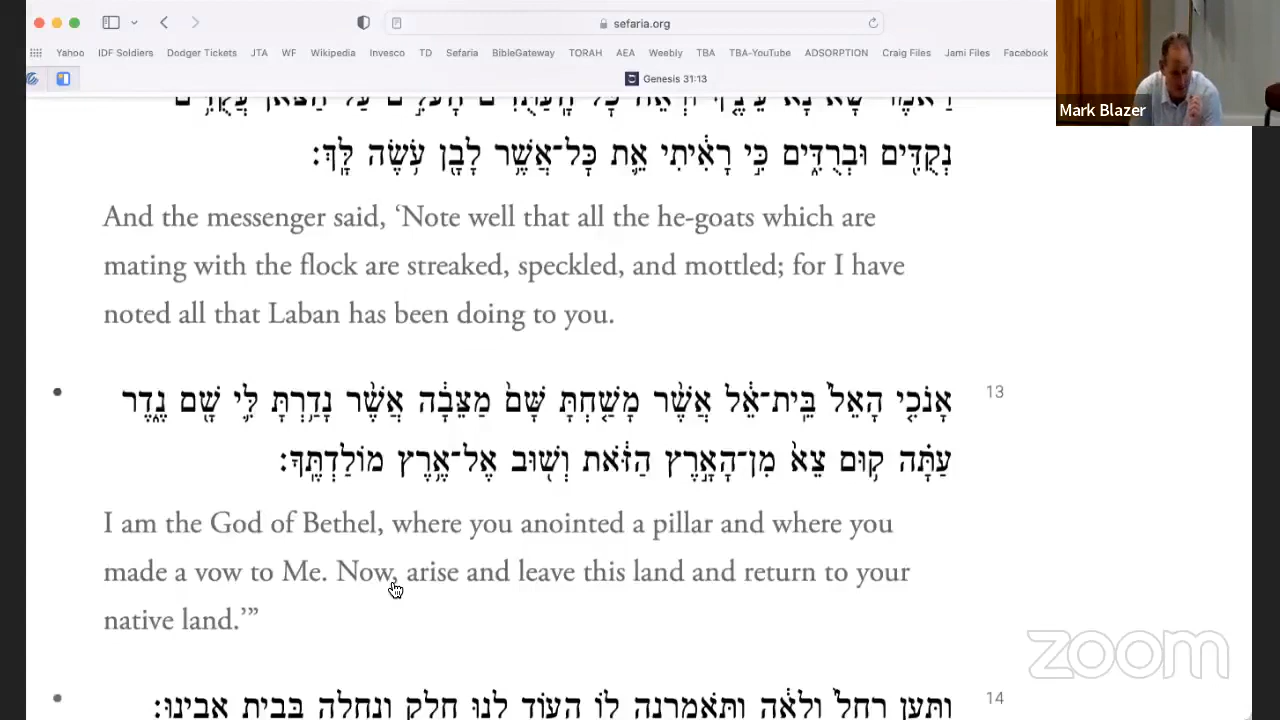 sefaria.org
Yahoo IDF Soldiers Dodger Tickets JTA WF Wikipedia Invesco TD Sefaria BibleGateway TORAH AEA Weebly TBA TBA-YouTube ADSORPTION Craig Files Jami Files Facebook
Genesis 31:13
Mark Blazer
נְקֻדִּ֖ים וּבְרֻדִּ֑ים כִּ֣י רָאִ֔יתִי אֵ֛ת כׇּל־אֲשֶׁ֥ר לָבָ֖ן עֹ֥שֶׂה לָּֽךְ׃
And the messenger said, ‘Note well that all the he-goats which are
mating with the flock are streaked, speckled, and mottled; for I have
noted all that Laban has been doing to you.
13
אָנֹכִ֤י הָאֵל֙ בֵּֽית־אֵ֔ל אֲשֶׁ֨ר מָשַׁ֤חְתָּ שָּׁם֙ מַצֵּבָ֔ה אֲשֶׁ֨ר נָדַ֥רְתָּ לִּ֛י שָׁ֖ם נֶ֑דֶר
עַתָּ֗ה ק֥וּם צֵא֙ מִן־הָאָ֣רֶץ הַזֹּ֔את וְשׁ֖וּב אֶל־אֶ֥רֶץ מוֹלַדְתֶּֽךָ׃
I am the God of Bethel, where you anointed a pillar and where you
made a vow to Me. Now, arise and leave this land and return to your
native land.’”
14
ותען רחל֙ ולא֔ה ותאמרנה לו העוד לנו חלק ונחלה בבית אבינו׃
zoom